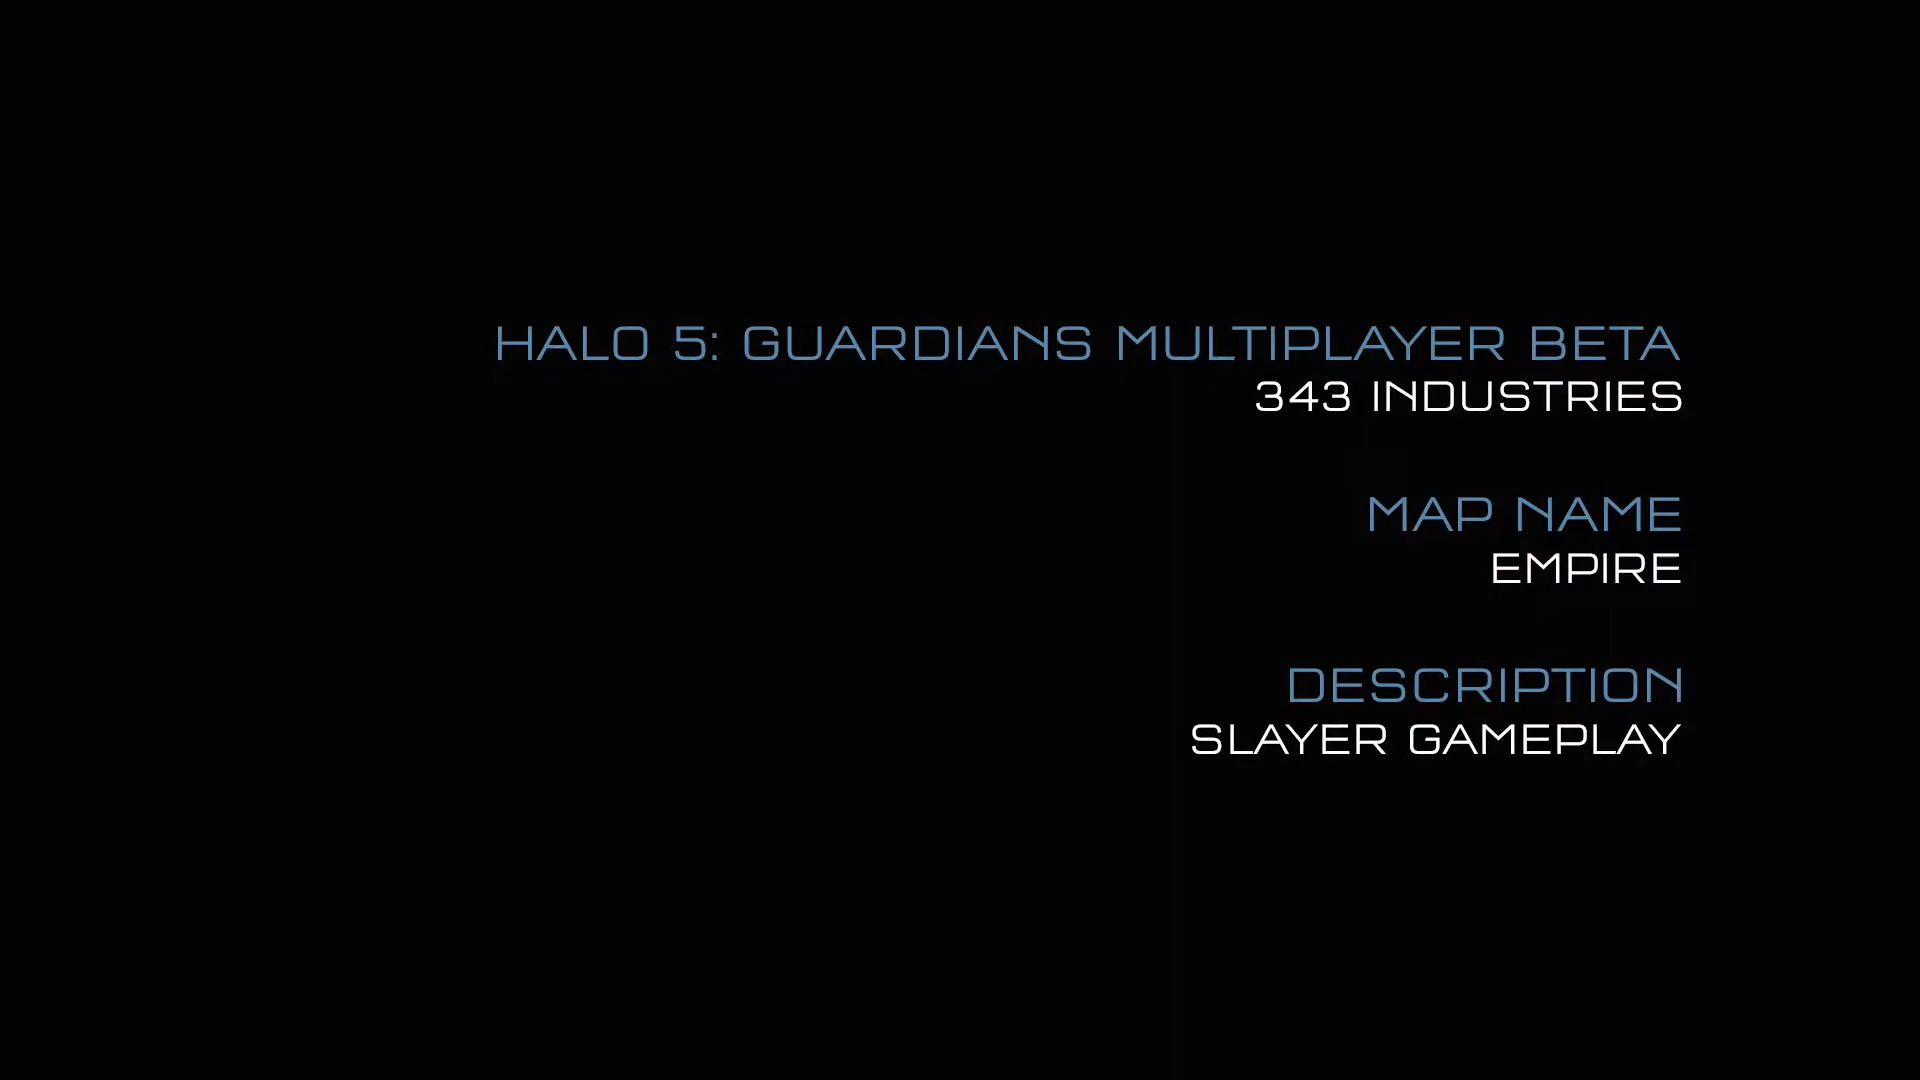 HALO 5: GUARDIANS MULTIPLAYER BETA
343 INDUSTRIES
MAP NAME
EMPIRE
DESCRIPTION
SLAYER GAMEPLAY